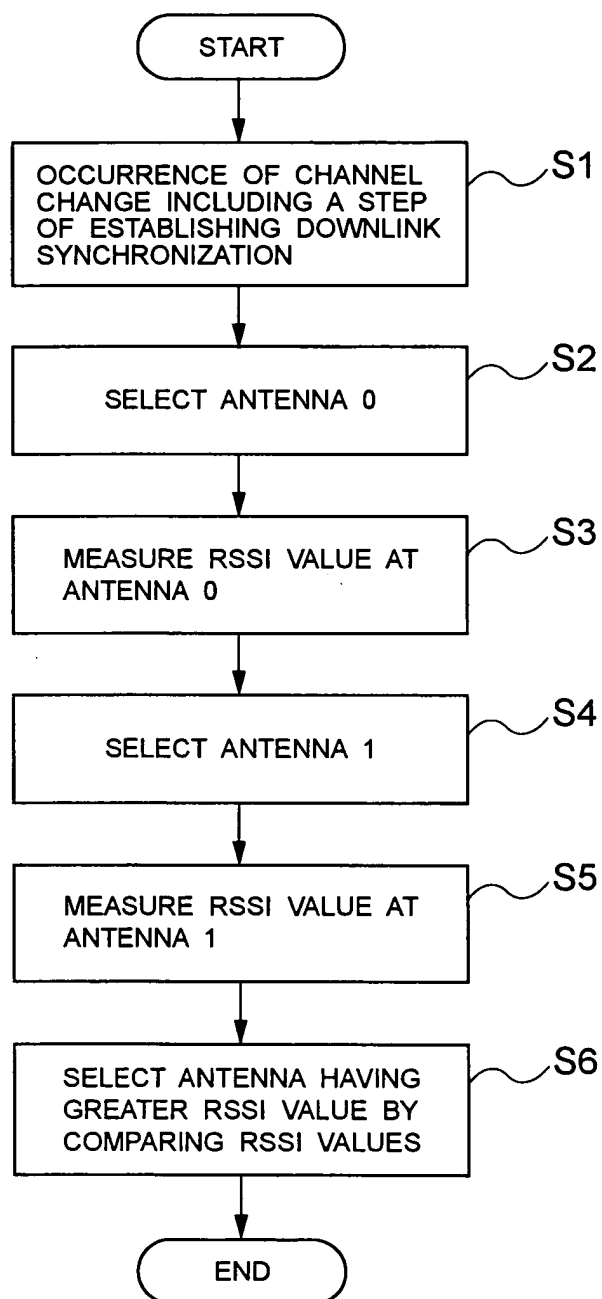 START
OCCURRENCE OF CHANNEL
CHANGE INCLUDING A STEP
OF ESTABLISHING DOWNLINK
SYNCHRONIZATION
S1
SELECT ANTENNA 0
S2
MEASURE RSSI VALUE AT
ANTENNA 0
S3
SELECT ANTENNA 1
S4
MEASURE RSSI VALUE AT
ANTENNA 1
S5
SELECT ANTENNA HAVING
GREATER RSSI VALUE BY
COMPARING RSSI VALUES
S6
END